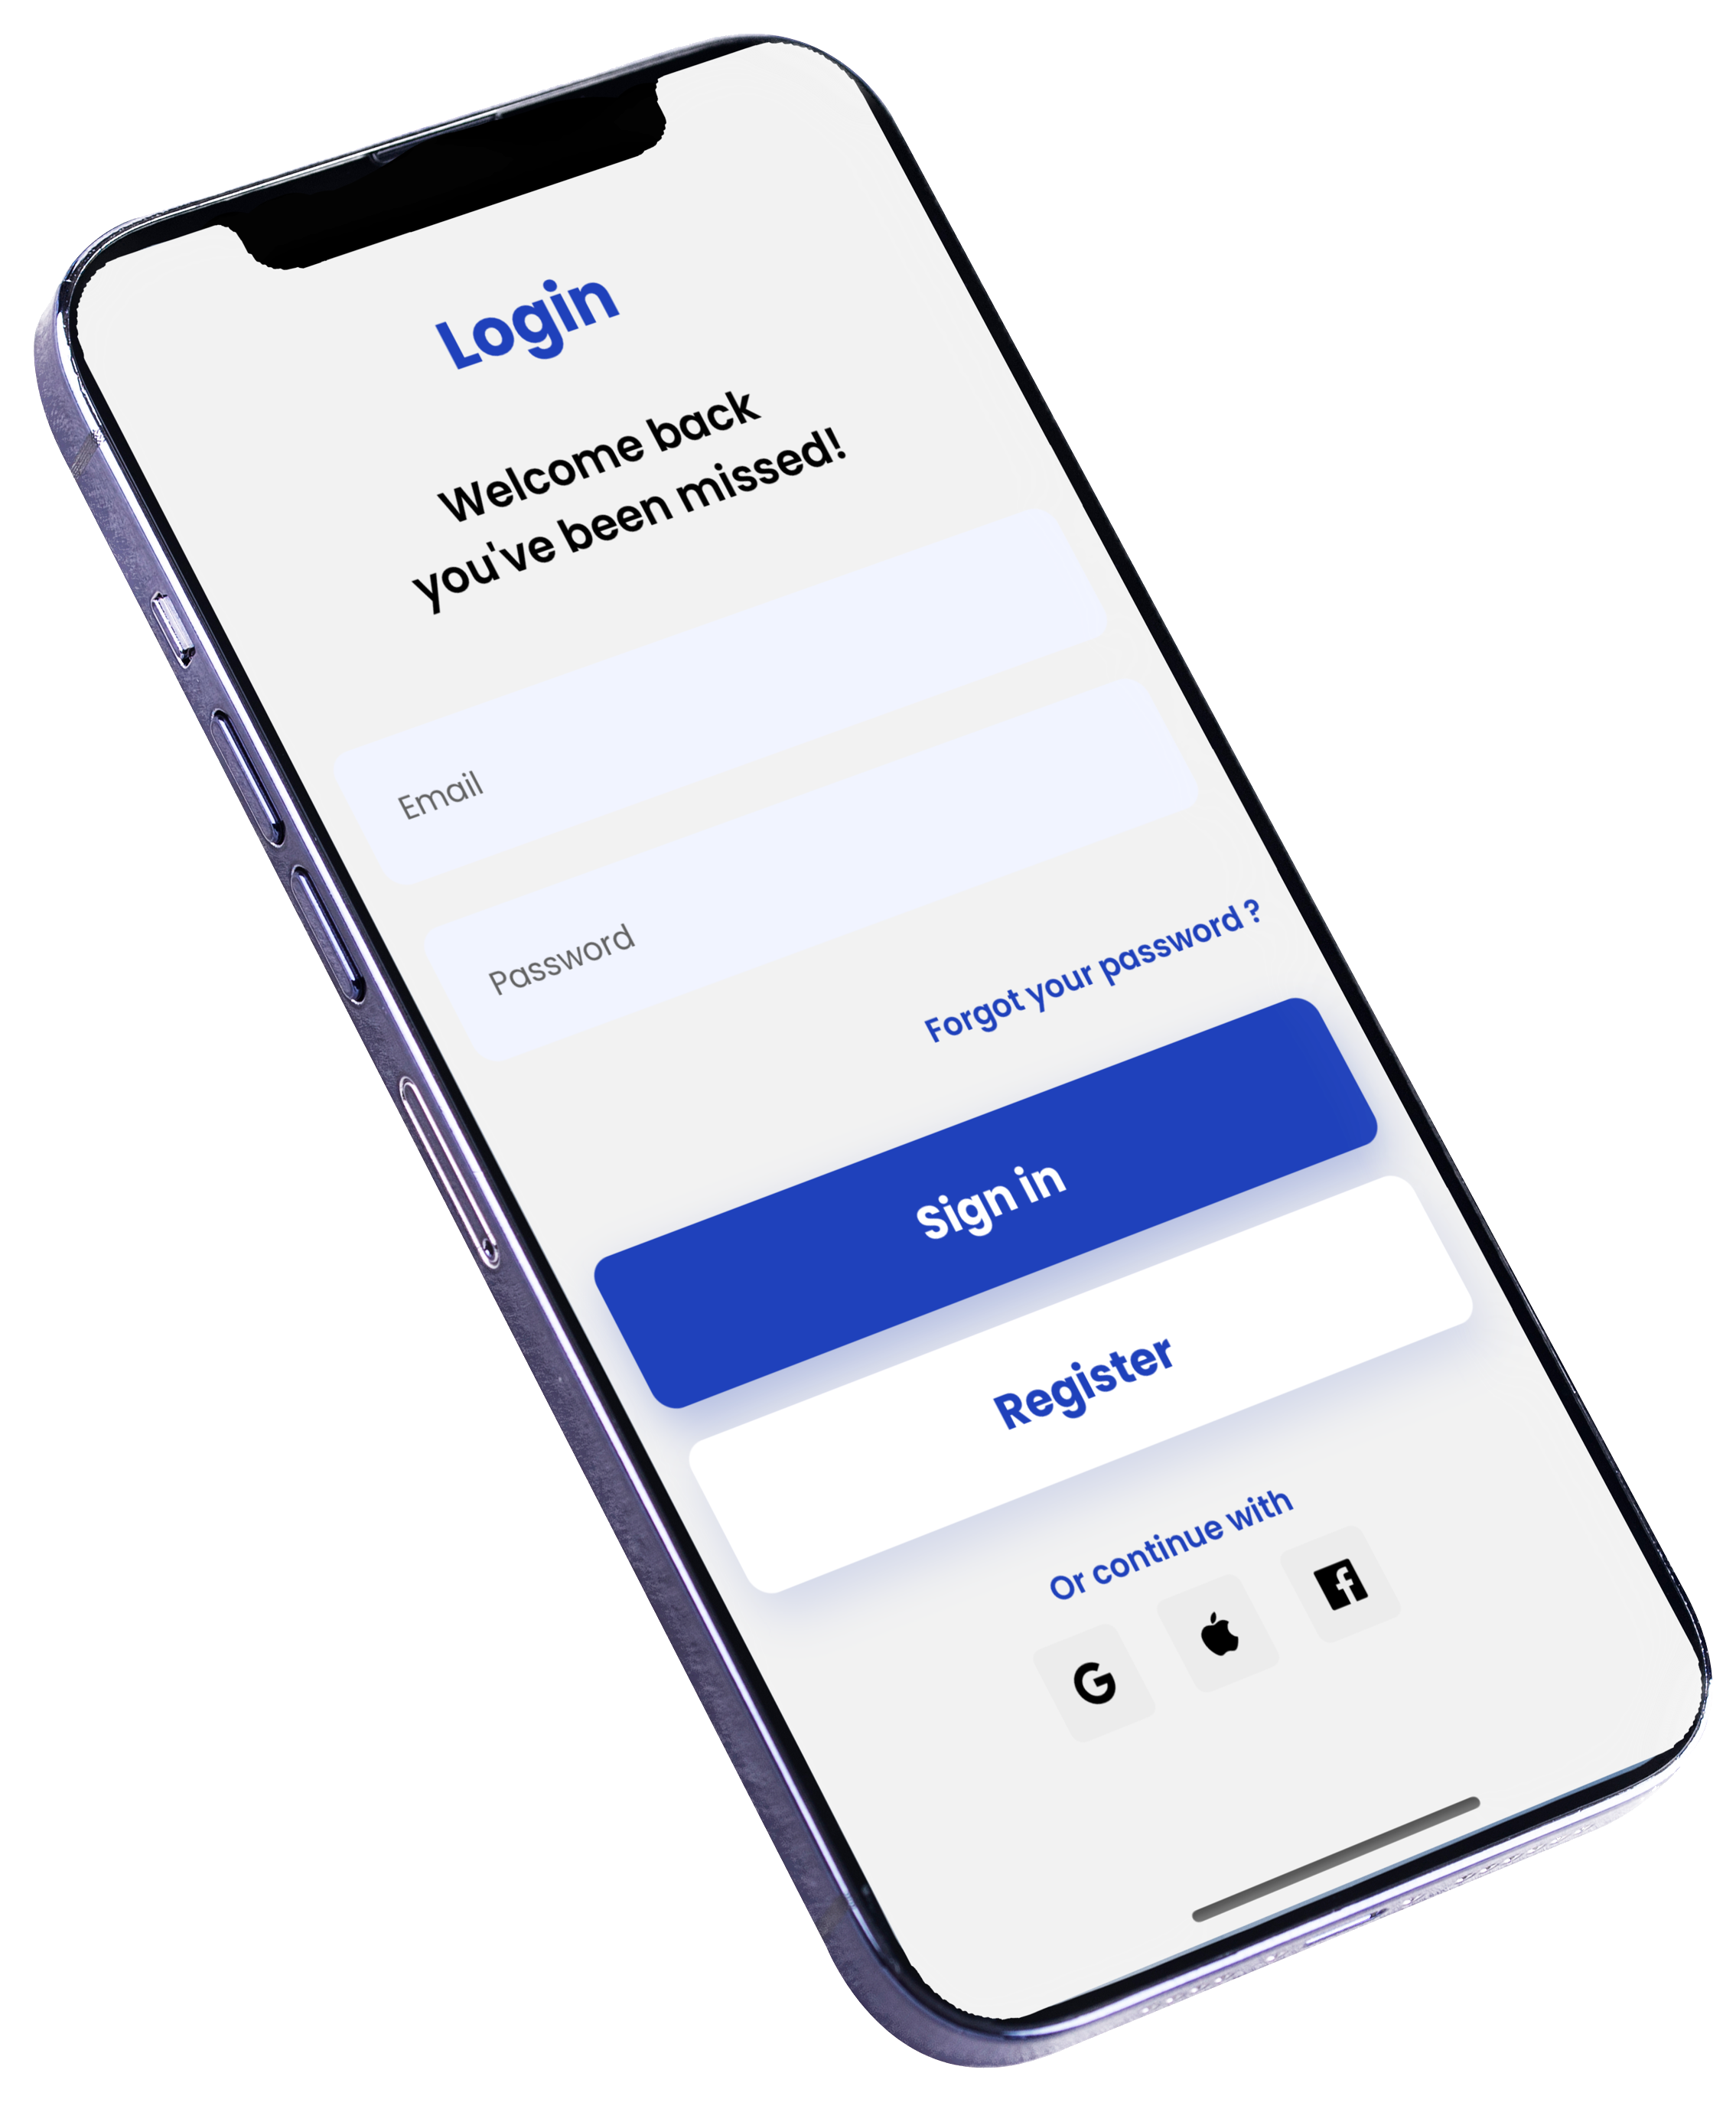 Login
Welcome back
you've been missed!
Email
Password
Forgot your password ?
Sign in
Register
Or continue with